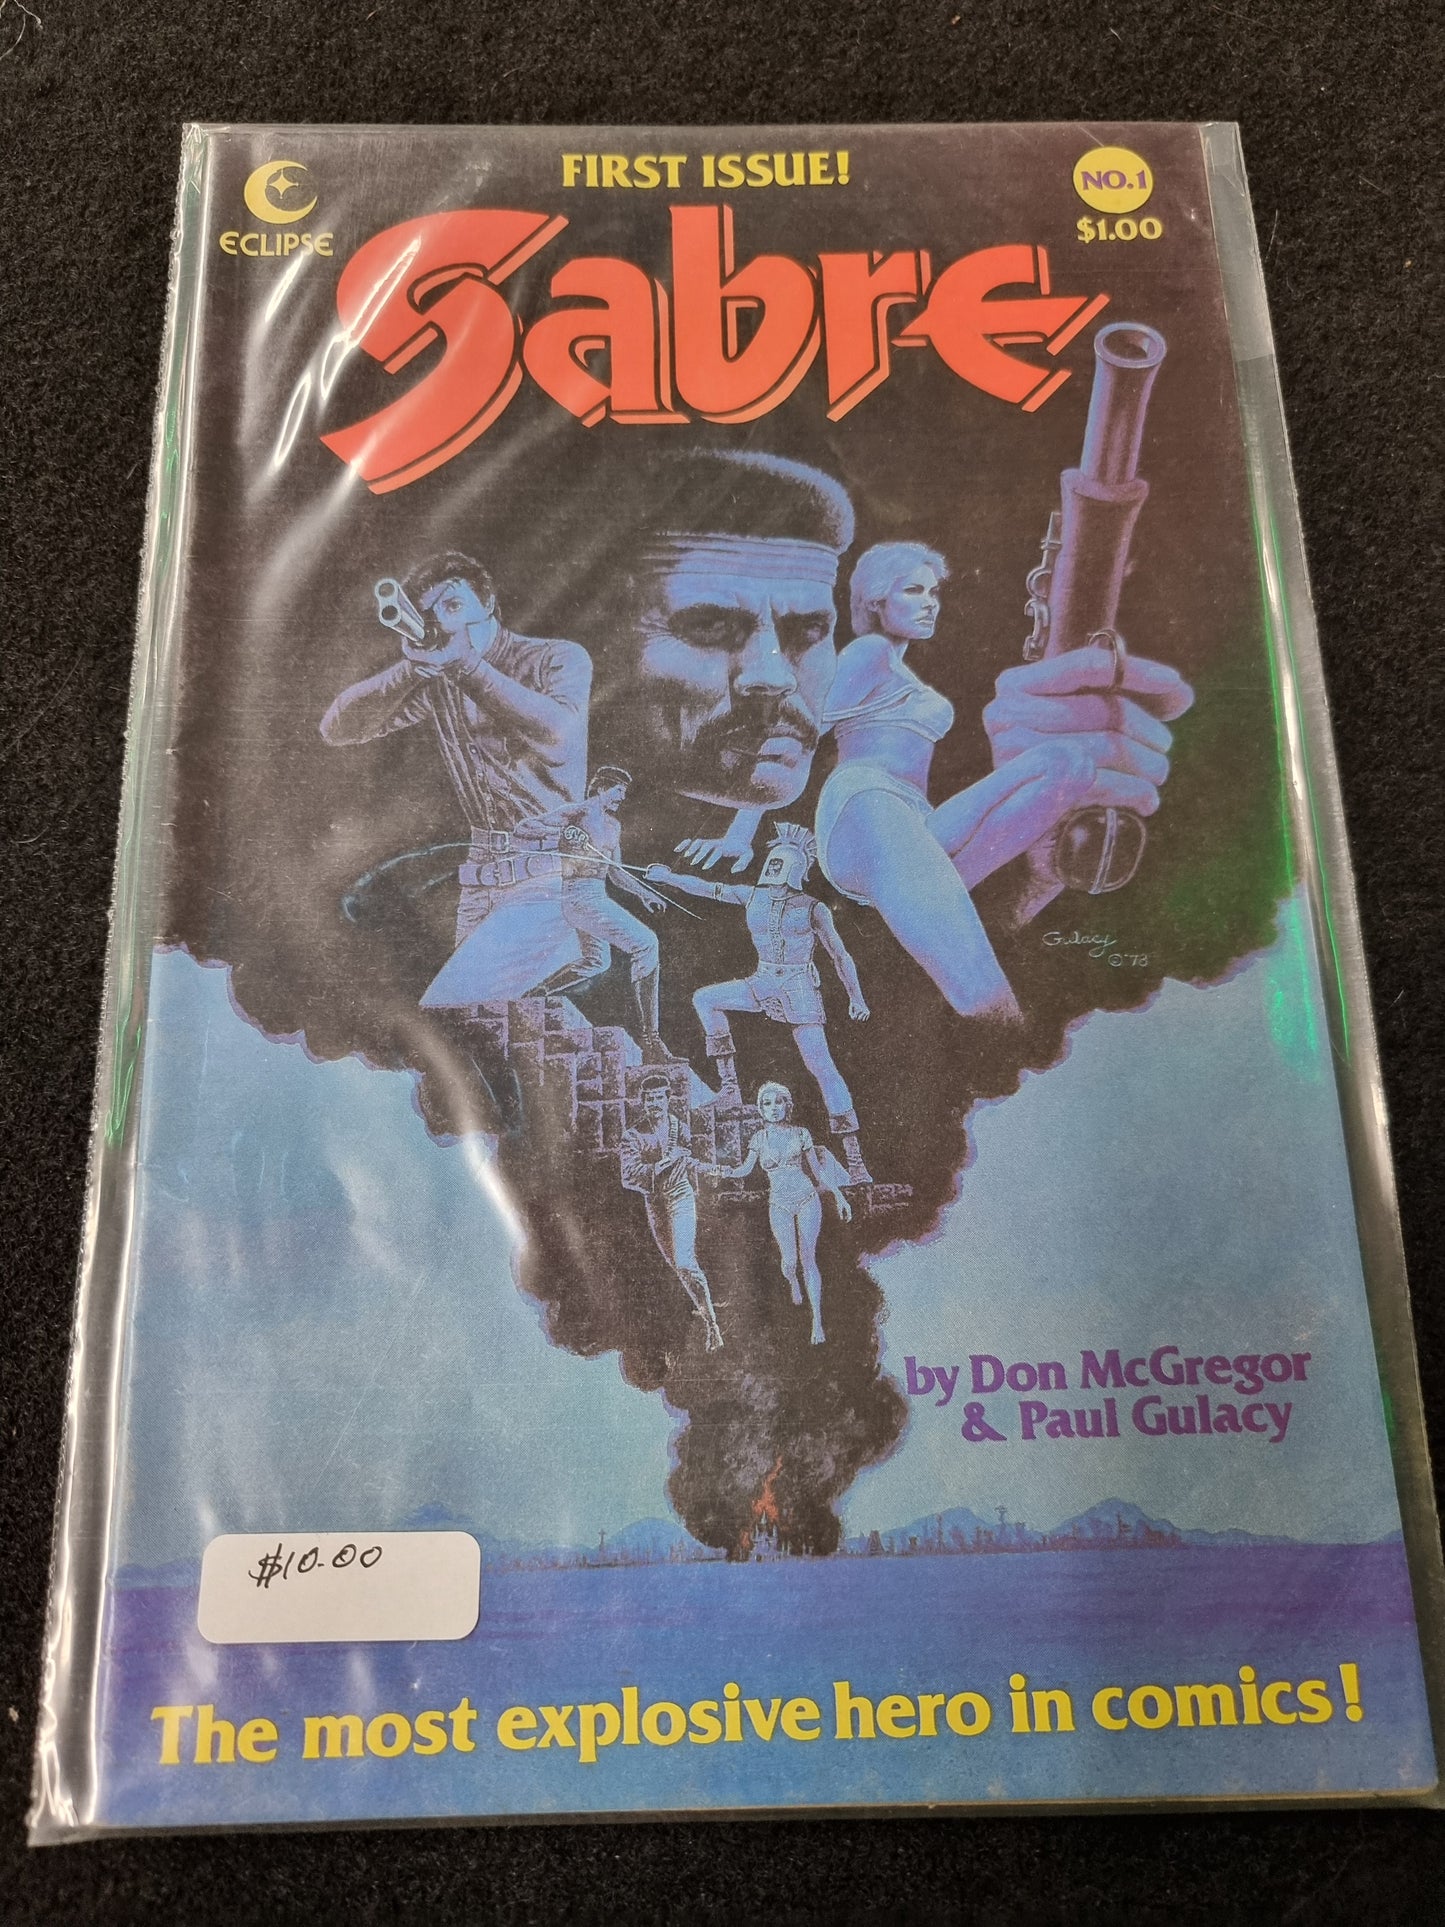 FIRST ISSUE!
NO.1
$1.00
ECLIPSE
Sabre
Gulacy
©'78
by Don McGregor
& Paul Gulacy
$10.00
The most explosive hero in comics!